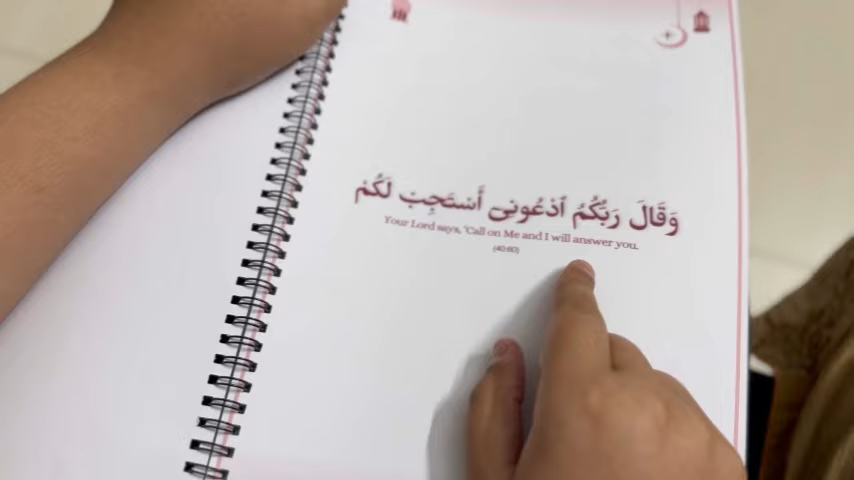 وَقَالَ رَبُّكُمُ ٱدْعُونِىٓ أَسْتَجِبْ لَكُمْ
Your Lord says, 'Call on Me and I will answer you.
(40:60)